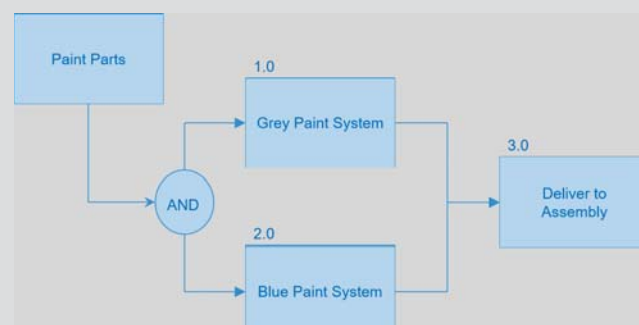 Paint Parts
1.0
Grey Paint System
AND
2.0
Blue Paint System
3.0
Deliver to
Assembly